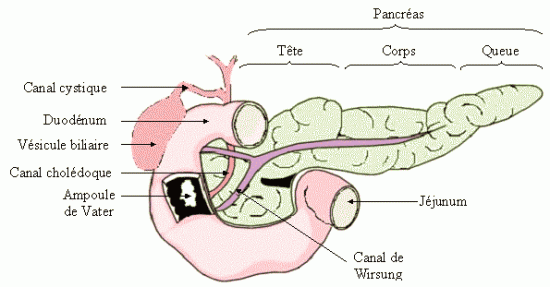 Pancréas
Tête
Corps
Queue
Canal cystique
Duodénum
Vésicule biliaire
Canal cholédoque
Ampoule
de Vater
Jéjunum
Canal de
Wirsung